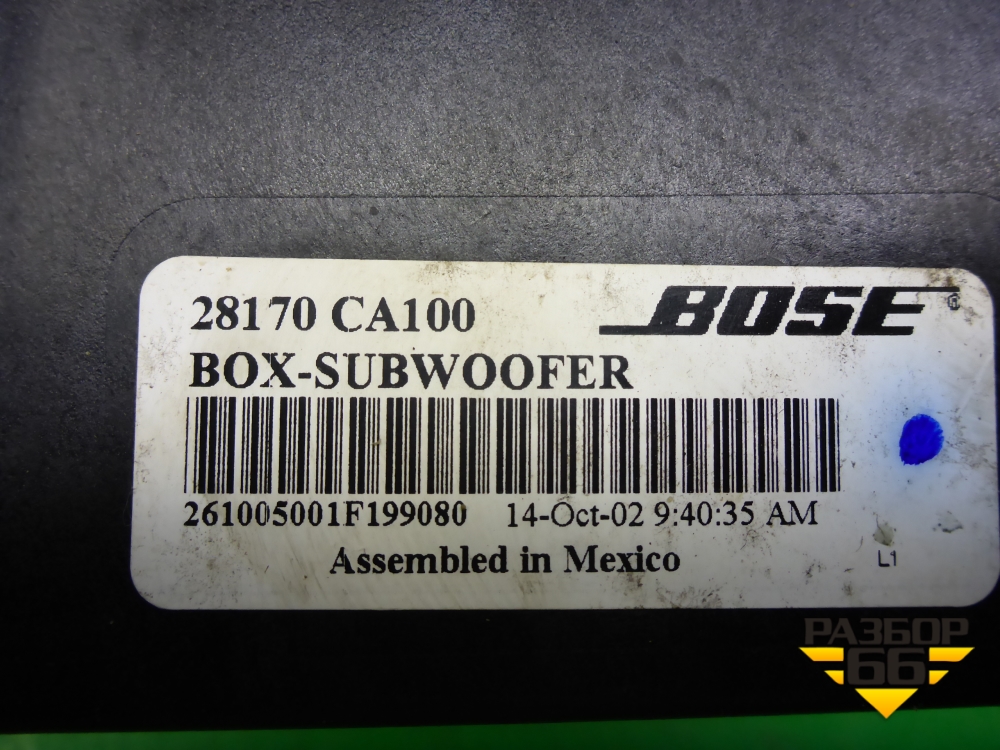 28170 CA100
BOSE®
BOX-SUBWOOFER
261005001F199080 14-Oct-02 9:40:35 AM
Assembled in Mexico
L1
РАЗБОР
66